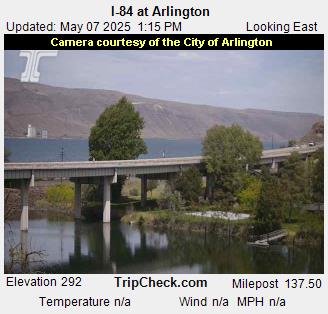 I-84 at Arlington
Updated: May 07 2025 1:15 PM Looking East
Camera courtesy of the City of Arlington
Elevation 292 TripCheck.com Milepost 137.50
Temperature n/a Wind n/a MPH n/a